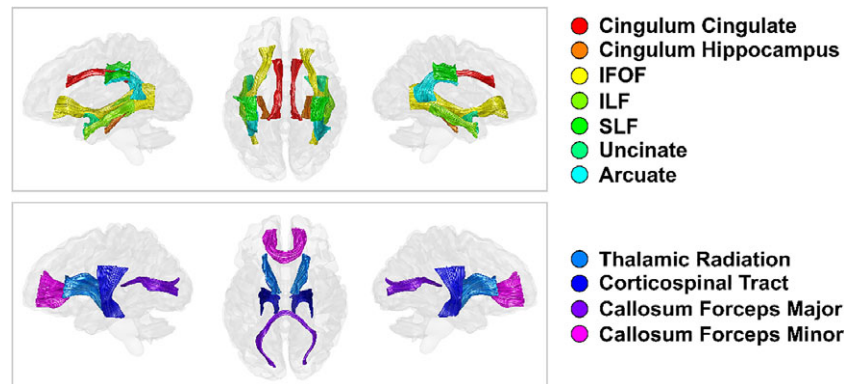 Cingulum Cingulate
Cingulum Hippocampus
IFOF
ILF
SLF
Uncinate
Arcuate
Thalamic Radiation
Corticospinal Tract
Callosum Forceps Major
Callosum Forceps Minor